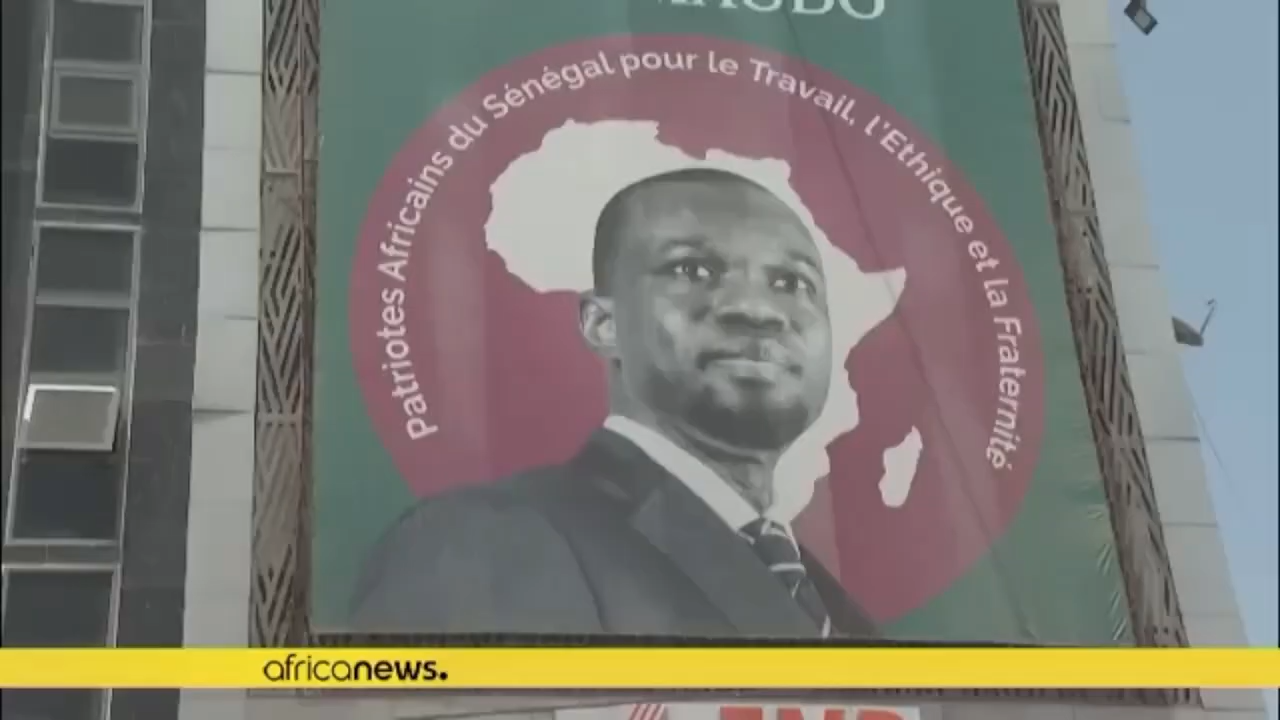 Patriotes Africains du Sénégal pour le Travail, l'Ethique et la Fraternité
africanews.